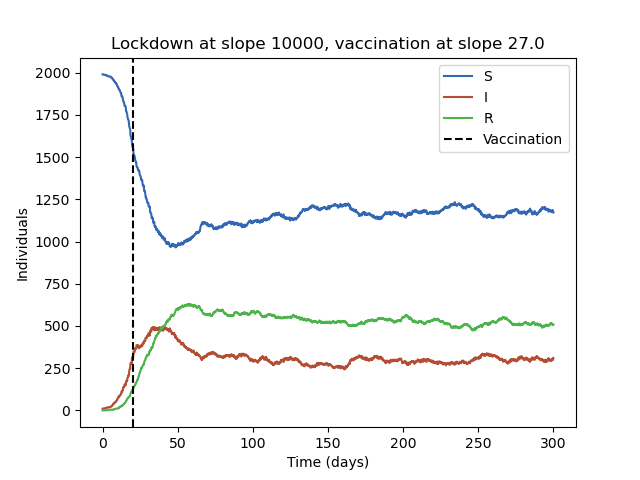 Lockdown at slope 10000, vaccination at slope 27.0
S
I
R
Vaccination
Individuals
2000
1750
1500
1250
1000
750
500
250
0
0 50 100 150 200 250 300
Time (days)